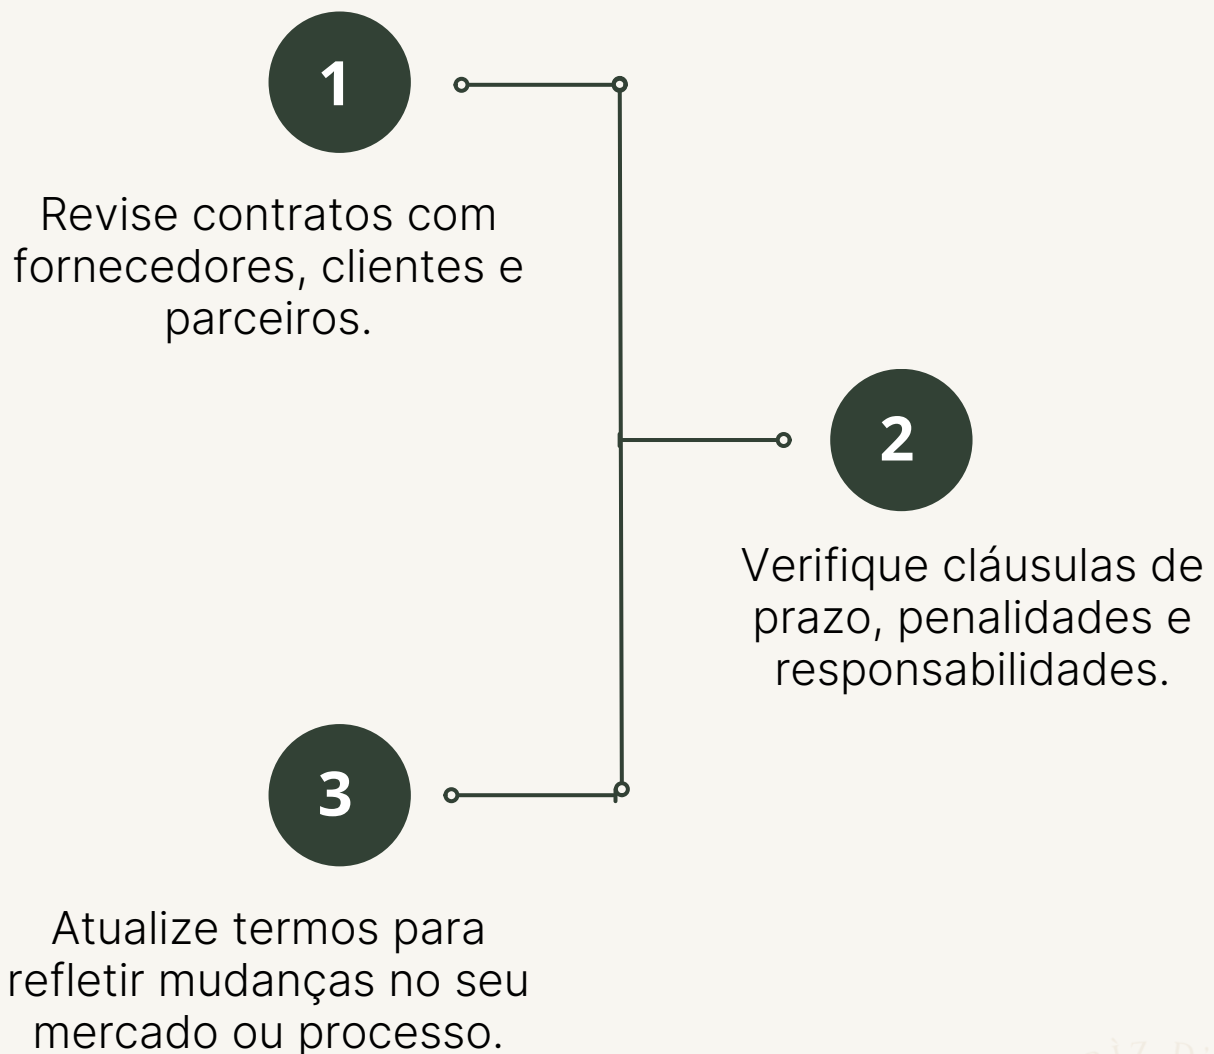 1
Revise contratos com
fornecedores, clientes e
parceiros.
2
Verifique cláusulas de
prazo, penalidades e
responsabilidades.
3
Atualize termos para
refletir mudanças no seu
mercado ou processo.